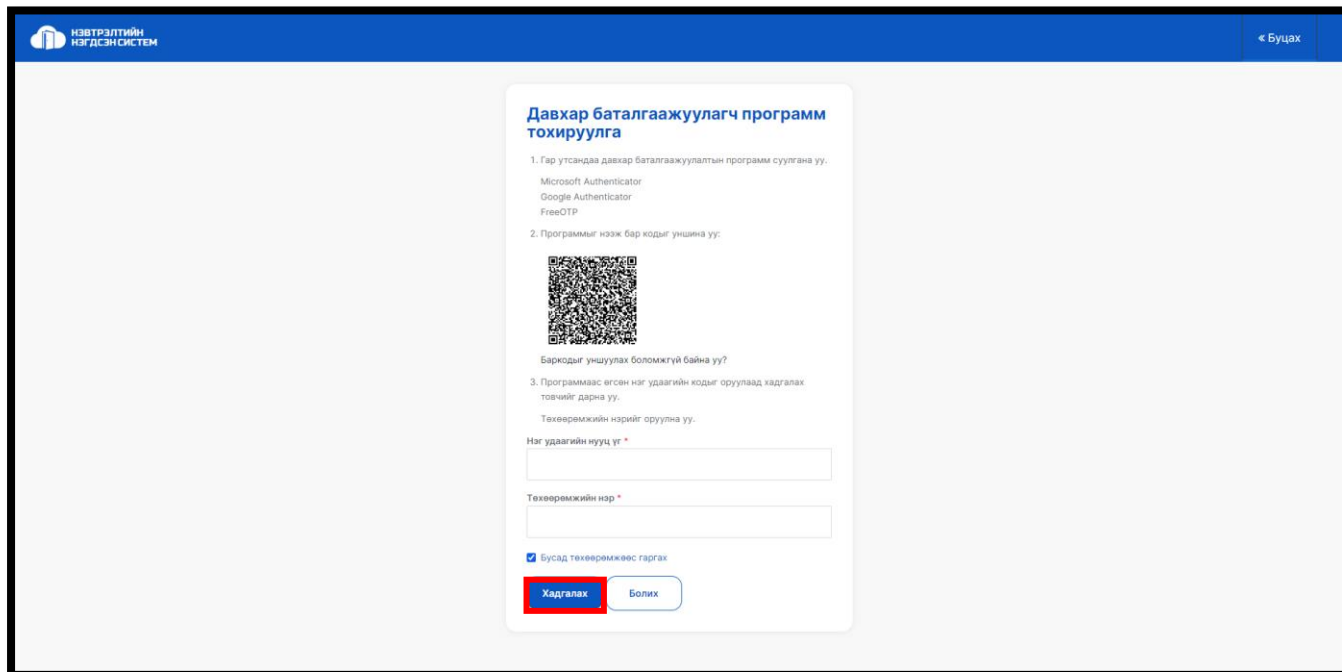 НЭВТРЭЛТИЙН
НЭГДСЭН СИСТЕМ
« Буцах
Давхар баталгаажуулагч программ
тохируулга
1. Гар утсандаа давхар баталгаажуулалтын программ суулгана уу.
Microsoft Authenticator
Google Authenticator
FreeOTP
2. Программыг нээж бар кодыг уншина уу:
Баркодыг уншуулах боломжгүй байна уу?
3. Программаас өгсөн нэг удаагийн кодыг оруулаад хадгалах
товчийг дарна уу.
Төхөөрөмжийн нэрийг оруулна уу.
Нэг удаагийн нууц үг *
Төхөөрөмжийн нэр *
Бусад төхөөрөмжөөс гаргах
Хадгалах
Болих